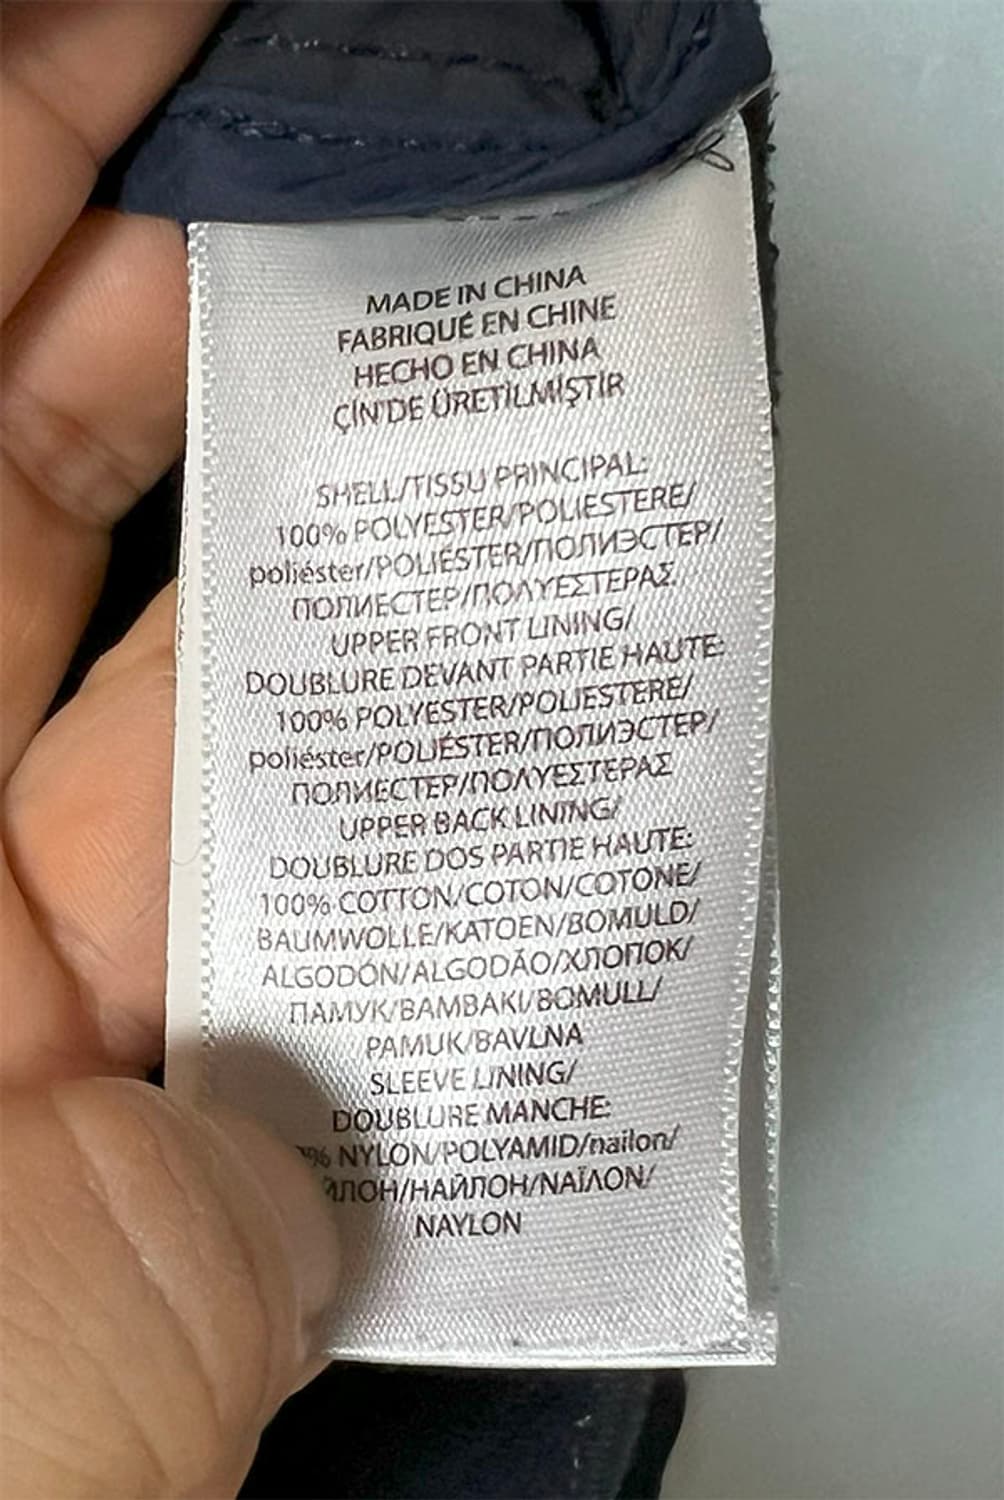 MADE IN CHINA
FABRIQUÉ EN CHINE
HECHO EN CHINA
ÇİN'DE ÜRETİLMİŞTİR
SHELL/TISSU PRINCIPAL:
100% POLYESTER/POLIESTERE/
poliéster/POLIÉSTER/ПОЛИЭСТЕР/
ПОЛИЕСТЕР/ΠΟΛΥΕΣΤΕΡΑΣ
UPPER FRONT LINING/
DOUBLURE DEVANT PARTIE HAUTE:
100% POLYESTER/POLIESTERE/
poliéster/POLIÉSTER/ПОЛИЭСТЕР/
ПОЛИЕСТЕР/ΠΟΛΥΕΣΤΕΡΑΣ
UPPER BACK LINING/
DOUBLURE DOS PARTIE HAUTE:
100% COTTON/COTON/COTONE/
BAUMWOLLE/KATOEN/BOMULD/
ALGODÓN/ALGODÃO/ХЛОПОК/
ПАМУК/BAMBAKI/BOMULL/
PAMUK/BAVLNA
SLEEVE LINING/
DOUBLURE MANCHE:
% NYLON/POLYAMID/nailon/
ЙЛОН/НАЙЛОН/ΝΑΪΛΟΝ/
NAYLON